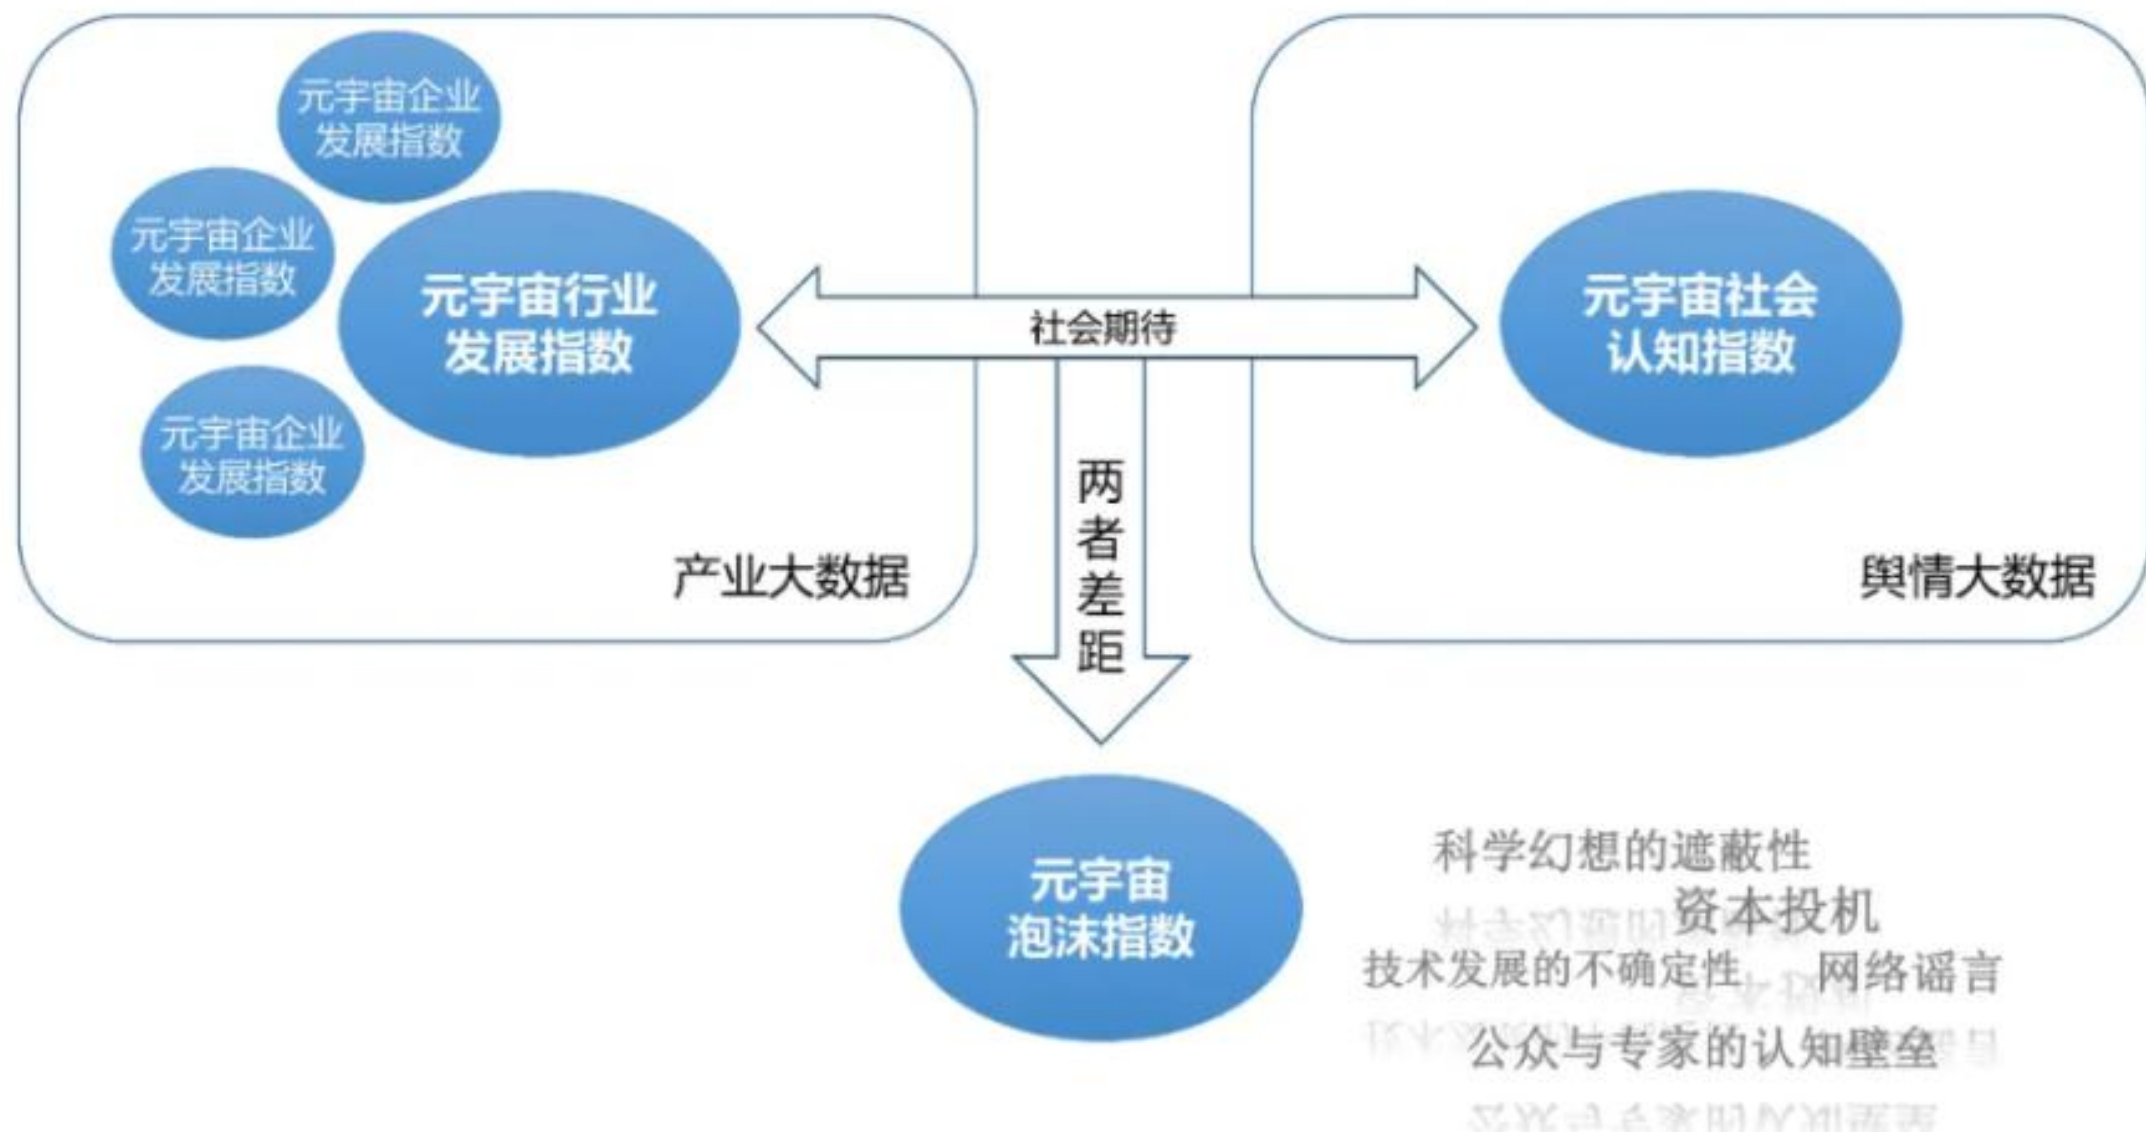 元宇宙企业
发展指数
元宇宙企业
发展指数
元宇宙行业
发展指数
元宇宙企业
发展指数
产业大数据
社会期待
两者差距
元宇宙社会
认知指数
舆情大数据
元宇宙
泡沫指数
科学幻想的遮蔽性
资本投机
技术发展的不确定性
网络谣言
公众与专家的认知壁垒